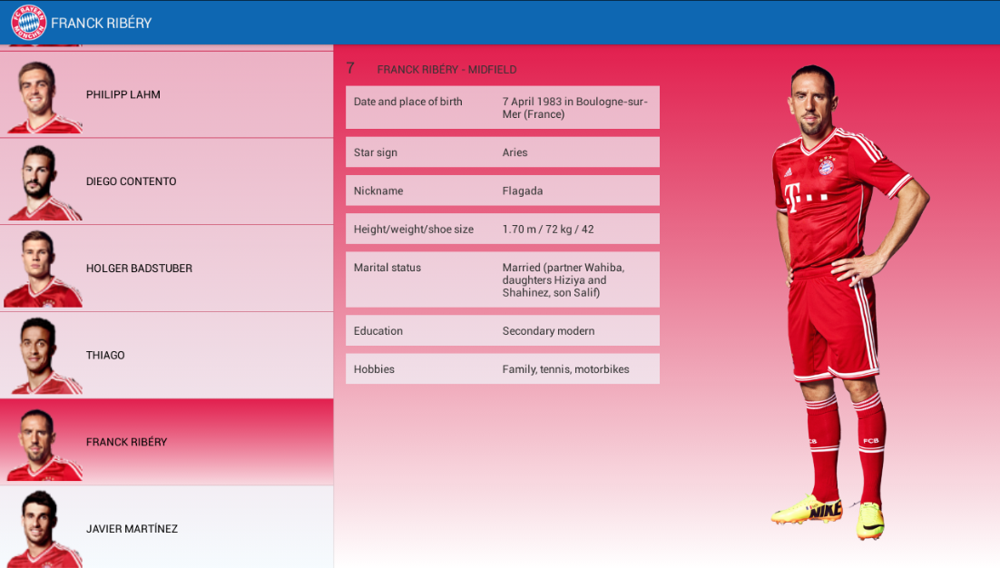 FC BAYERN
MÜNCHEN
FRANCK RIBÉRY
PHILIPP LAHM
DIEGO CONTENTO
HOLGER BADSTUBER
THIAGO
FRANCK RIBÉRY
JAVIER MARTÍNEZ
7 FRANCK RIBÉRY - MIDFIELD
Date and place of birth 7 April 1983 in Boulogne-sur-
Mer (France)
Star sign Aries
Nickname Flagada
Height/weight/shoe size 1.70 m / 72 kg / 42
Marital status Married (partner Wahiba,
daughters Hiziya and
Shahinez, son Salif)
Education Secondary modern
Hobbies Family, tennis, motorbikes
T
CB
FCB
NIKE